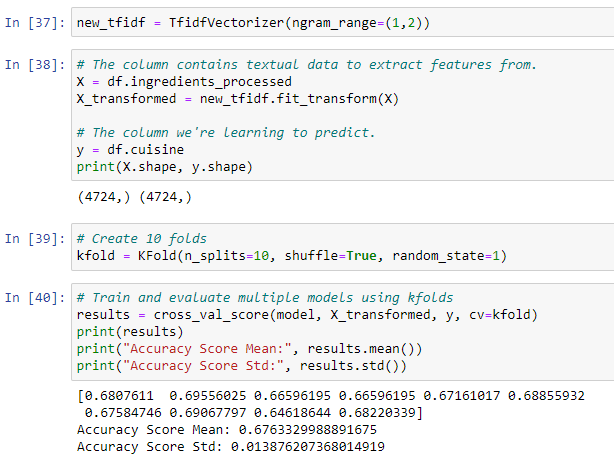 In [37]: new_tfidf = TfidfVectorizer(ngram_range=(1,2))
In [38]: # The column contains textual data to extract features from.
X = df.ingredients_processed
X_transformed = new_tfidf.fit_transform(X)
# The column we're learning to predict.
y = df.cuisine
print(X.shape, y.shape)
(4724,) (4724,)
In [39]: # Create 10 folds
kfold = KFold(n_splits=10, shuffle=True, random_state=1)
In [40]: # Train and evaluate multiple models using kfolds
results = cross_val_score(model, X_transformed, y, cv=kfold)
print(results)
print("Accuracy Score Mean:", results.mean())
print("Accuracy Score Std:", results.std())
[0.6807611  0.69556025 0.66596195 0.66596195 0.67161017 0.68855932
 0.67584746 0.69067797 0.64618644 0.68220339]
Accuracy Score Mean: 0.6763329988891675
Accuracy Score Std: 0.013876207368014919